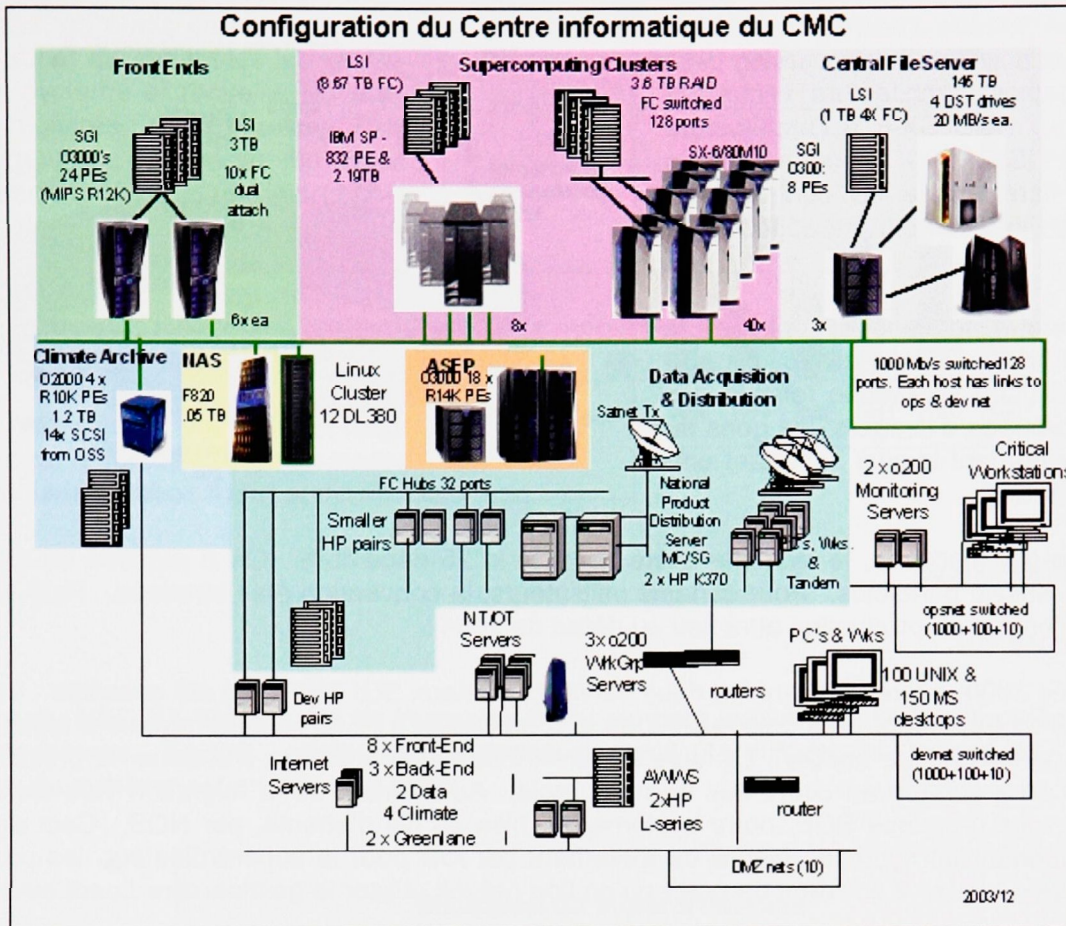 Configuration du Centre informatique du CMC
Front Ends
SGI
O3000's
24 PEs
(MIPS R12K)
LSI
3TB
10x FC
dual
attach
6x ea
Supercomputing Clusters
LSI
(8.67 TB FC)
IBM SP -
832 PE &
2.19TB
8x
3.6 TB RAID
FC switched
128 ports
SX-6/80M10
40x
Central File Server
LSI
(1 TB 4X FC)
SGI
O300:
8 PEs
3x
145 TB
4 DST drives
20 MB/s ea.
1000 Mb/s switched128
ports. Each host has links to
ops & dev net
Climate Archive
O2000 4 x
R10K PEs
1.2 TB
14x SCSI
from OSS
NAS
F820
.05 TB
Linux
Cluster
12 DL380
ASEP
O3000 18 x
R14K PEs
Data Acquisition
& Distribution
Satnet Tx
FC Hubs 32 ports
Smaller
HP pairs
National
Product
Distribution
Server
MC/SG
2 x HP K370
PC's, Wks.
&
Tandem
2 x o200
Monitoring
Servers
Critical
Workstations
opsnet switched
(1000+100+10)
Dev HP
pairs
NT/OT
Servers
3x o200
WrkGrp
Servers
routers
PC's & Wks
100 UNIX &
150 MS
desktops
devnet switched
(1000+100+10)
Internet
Servers
8 x Front-End
3 x Back-End
2 Data
4 Climate
2 x Greenlane
AWWS
2xHP
L-series
router
DMZ nets (10)
2003/12